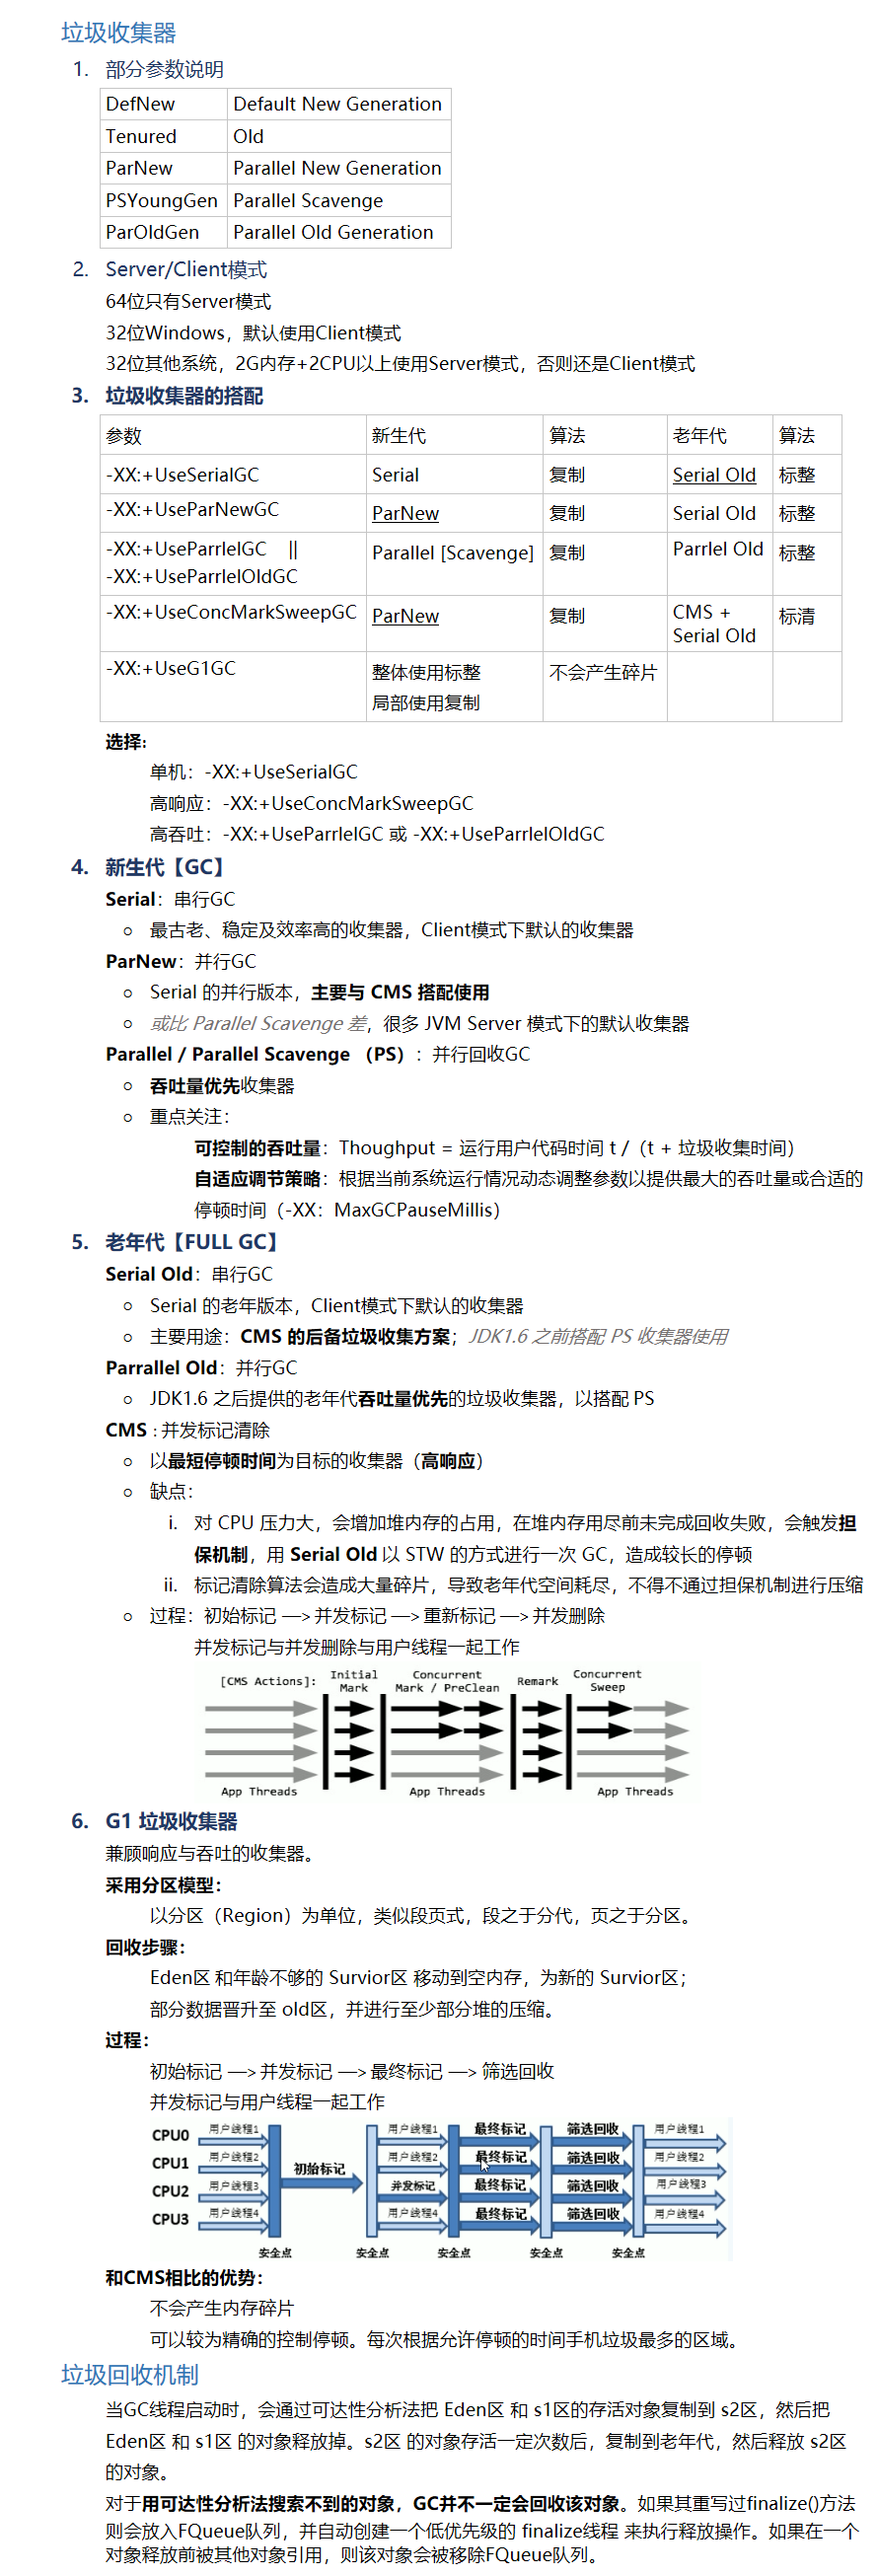 垃圾收集器
1. 部分参数说明
DefNew Default New Generation
Tenured Old
ParNew Parallel New Generation
PSYoungGen Parallel Scavenge
ParOldGen Parallel Old Generation
2. Server/Client模式
64位只有Server模式
32位Windows，默认使用Client模式
32位其他系统，2G内存+2CPU以上使用Server模式，否则还是Client模式
3. 垃圾收集器的搭配
参数 新生代 算法 老年代 算法
-XX:+UseSerialGC Serial 复制 Serial Old 标整
-XX:+UseParNewGC ParNew 复制 Serial Old 标整
-XX:+UseParrlelGC || Parallel [Scavenge] 复制 Parrlel Old 标整
-XX:+UseParrlelOldGC
-XX:+UseConcMarkSweepGC ParNew 复制 CMS + 标清
Serial Old
-XX:+UseG1GC 整体使用标整 不会产生碎片
局部使用复制
选择：
单机：-XX:+UseSerialGC
高响应：-XX:+UseConcMarkSweepGC
高吞吐：-XX:+UseParrlelGC 或 -XX:+UseParrlelOldGC
4. 新生代【GC】
Serial：串行GC
○ 最古老、稳定及效率高的收集器，Client模式下默认的收集器
ParNew：并行GC
○ Serial 的并行版本，主要与 CMS 搭配使用
○ 或比 Parallel Scavenge 差，很多 JVM Server 模式下的默认收集器
Parallel / Parallel Scavenge （PS）：并行回收GC
○ 吞吐量优先收集器
○ 重点关注：
可控制的吞吐量：Thoughput = 运行用户代码时间 t /（t + 垃圾收集时间）
自适应调节策略：根据当前系统运行情况动态调整参数以提供最大的吞吐量或合适的
停顿时间（-XX：MaxGCPauseMillis）
5. 老年代【FULL GC】
Serial Old：串行GC
○ Serial 的老年版本，Client模式下默认的收集器
○ 主要用途：CMS 的后备垃圾收集方案；JDK1.6 之前搭配 PS 收集器使用
Parrallel Old：并行GC
○ JDK1.6 之后提供的老年代吞吐量优先的垃圾收集器，以搭配 PS
CMS：并发标记清除
○ 以最短停顿时间为目标的收集器（高响应）
○ 缺点：
i. 对 CPU 压力大，会增加堆内存的占用，在堆内存用尽前未完成回收失败，会触发担
保机制，用 Serial Old 以 STW 的方式进行一次 GC，造成较长的停顿
ii. 标记清除算法会造成大量碎片，导致老年代空间耗尽，不得不通过担保机制进行压缩
○ 过程：初始标记 —> 并发标记 —> 重新标记 —> 并发删除
并发标记与并发删除与用户线程一起工作
[CMS Actions]: Initial Mark Concurrent Mark / PreClean Remark Concurrent Sweep
App Threads App Threads App Threads
6. G1 垃圾收集器
兼顾响应与吞吐的收集器。
采用分区模型：
以分区（Region）为单位，类似段页式，段之于分代，页之于分区。
回收步骤：
Eden区 和年龄不够的 Survior区 移动到空内存，为新的 Survior区；
部分数据晋升至 old区，并进行至少部分堆的压缩。
过程：
初始标记 —> 并发标记 —> 最终标记 —> 筛选回收
并发标记与用户线程一起工作
CPU0 用户线程1 用户线程1 最终标记 筛选回收 用户线程1
CPU1 用户线程2 初始标记 用户线程2 最终标记 筛选回收 用户线程2
CPU2 用户线程3 并发标记 最终标记 筛选回收 用户线程3
CPU3 用户线程4 用户线程4 最终标记 筛选回收 用户线程4
安全点 安全点 安全点 安全点 安全点
和CMS相比的优势：
不会产生内存碎片
可以较为精确的控制停顿。每次根据允许停顿的时间手机垃圾最多的区域。
垃圾回收机制
当GC线程启动时，会通过可达性分析法把 Eden区 和 s1区的存活对象复制到 s2区，然后把
Eden区 和 s1区 的对象释放掉。s2区 的对象存活一定次数后，复制到老年代，然后释放 s2区
的对象。
对于用可达性分析法搜索不到的对象，GC并不一定会回收该对象。如果其重写过finalize()方法
则会放入FQueue队列，并自动创建一个低优先级的 finalize线程 来执行释放操作。如果在一个
对象释放前被其他对象引用，则该对象会被移除FQueue队列。